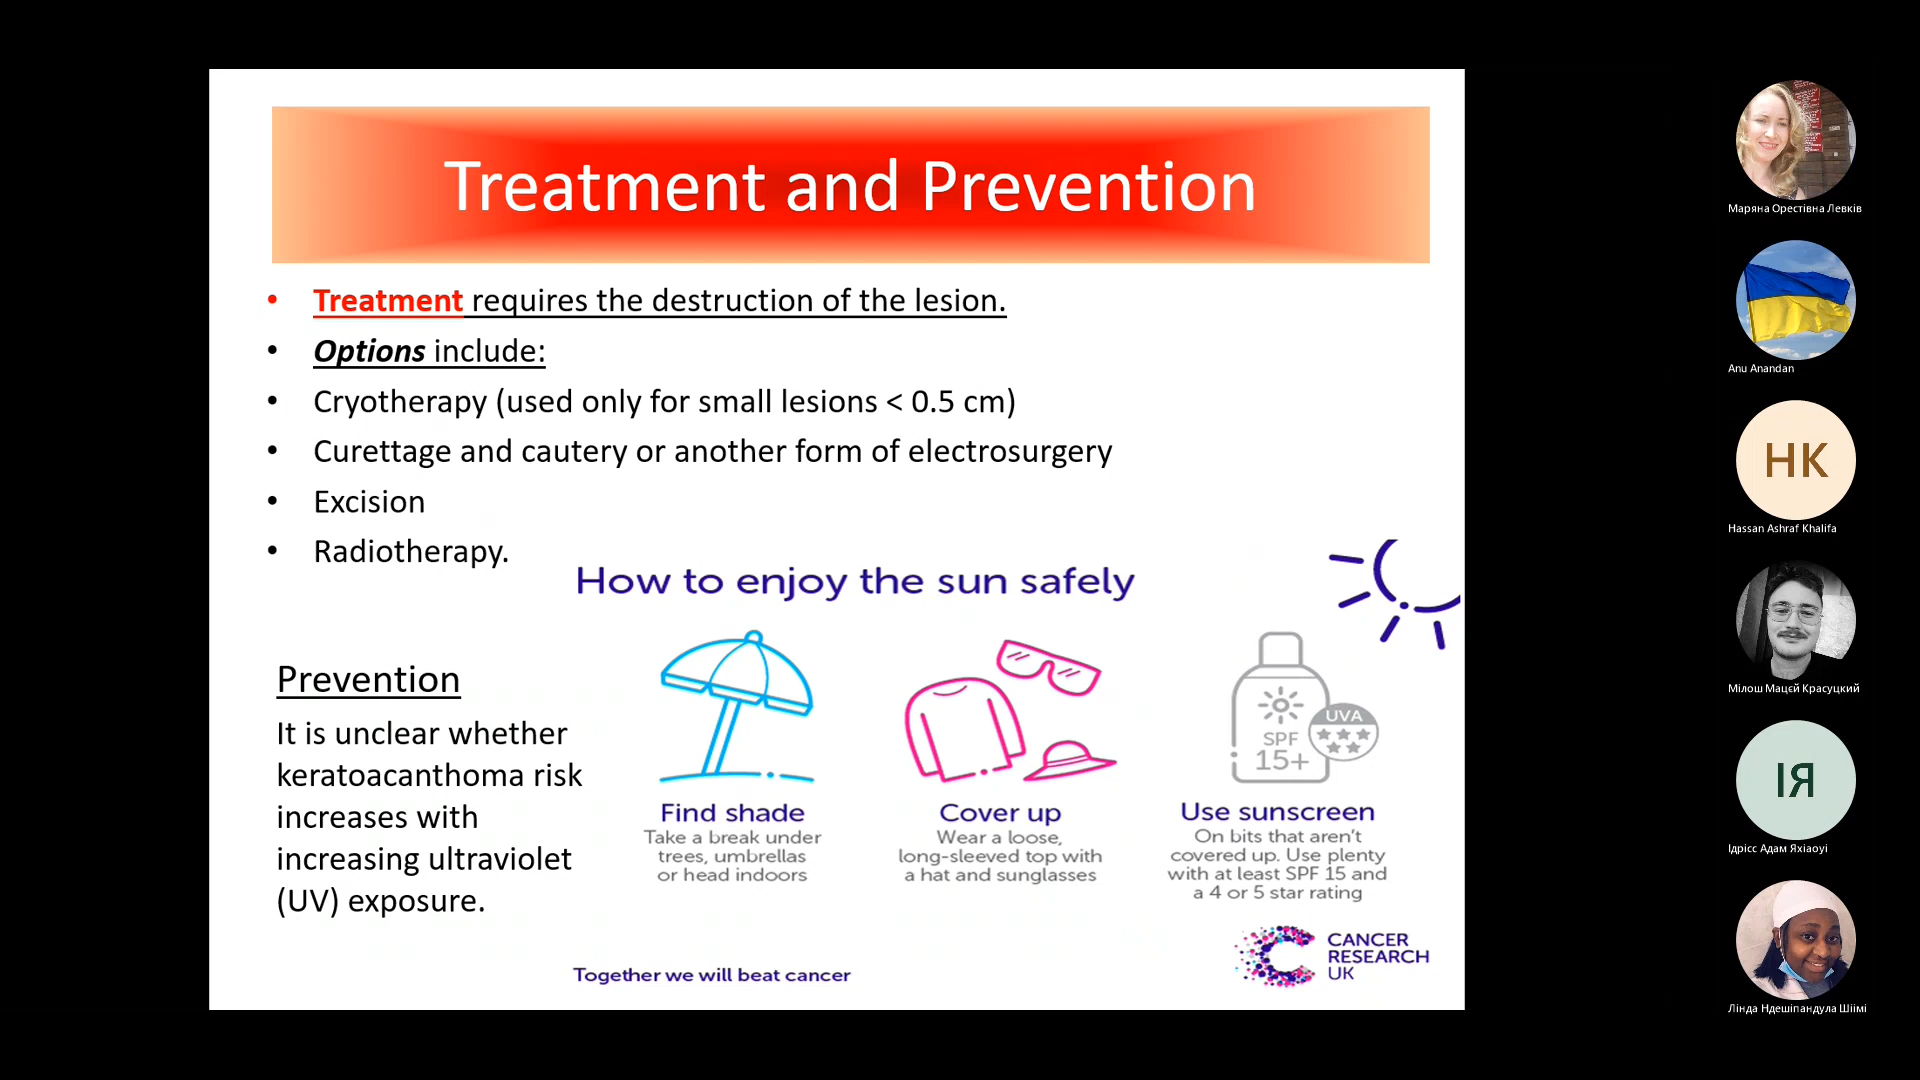 Treatment and Prevention
• Treatment requires the destruction of the lesion.
• Options include:
• Cryotherapy (used only for small lesions < 0.5 cm)
• Curettage and cautery or another form of electrosurgery
• Excision
• Radiotherapy.
How to enjoy the sun safely
Prevention
It is unclear whether
keratoacanthoma risk
increases with
increasing ultraviolet
(UV) exposure.
Find shade
Take a break under
trees, umbrellas
or head indoors
Cover up
Wear a loose,
long-sleeved top with
a hat and sunglasses
UVA
SPF
15+
Use sunscreen
On bits that aren't
covered up. Use plenty
with at least SPF 15 and
a 4 or 5 star rating
Together we will beat cancer
CANCER
RESEARCH
UK
Маряна Орестівна Левків
Anu Anandan
НК
Hassan Ashraf Khalifa
Мілош Мацєй Красуцкий
ІЯ
Ідрісс Адам Яхіаоуі
Лінда Ндешіпандула Шіімі